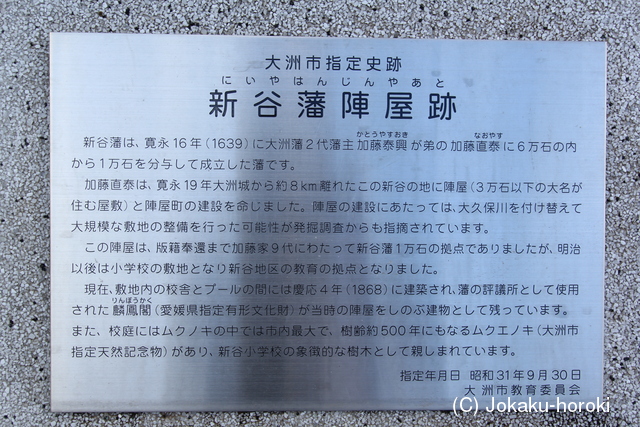 大洲市指定史跡
にいやはんじんやあと
新谷藩陣屋跡
かとうやすおき なおやす
新谷藩は、寛永16年(1639)に大洲藩2代藩主加藤泰興が弟の加藤直泰に6万石の内
から1万石を分与して成立した藩です。
加藤直泰は、寛永19年大洲城から約8km離れたこの新谷の地に陣屋(3万石以下の大名が
住む屋敷)と陣屋町の建設を命じました。陣屋の建設にあたっては、大久保川を付け替えて
大規模な敷地の整備を行った可能性が発掘調査からも指摘されています。
この陣屋は、版籍奉還まで加藤家9代にわたって新谷藩1万石の拠点でありましたが、明治
以後は小学校の敷地となり新谷地区の教育の拠点となりました。
現在、敷地内の校舎とプールの間には慶応4年(1868)に建築され、藩の評議所として使用
りんぽうかく
された麟鳳閣(愛媛県指定有形文化財)が当時の陣屋をしのぶ建物として残っています。
また、校庭にはムクノキの中では市内最大で、樹齢約500年にもなるムクエノキ(大洲市
指定天然記念物)があり、新谷小学校の象徴的な樹木として親しまれています。
指定年月日 昭和31年9月30日
大洲市教育委員会
(C) Jokaku-horoki